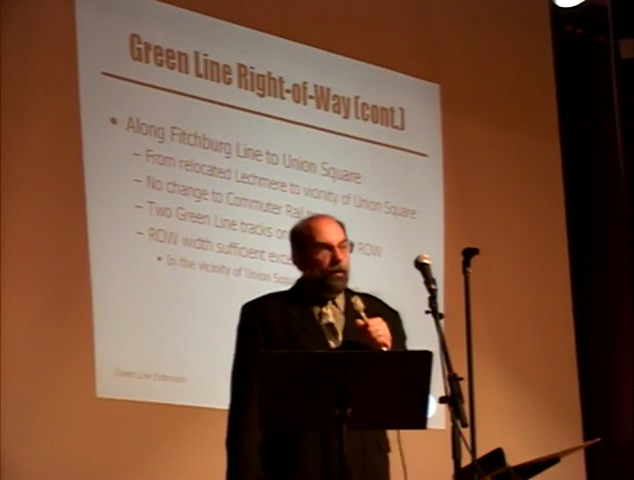 Green Line Right-of-Way (cont.)
• Along Fitchburg Line to Union Square
– From relocated Lechmere to vicinity of Union Square
– No change to Commuter Rail
– Two Green Line tracks on ROW
– ROW width sufficient
• In the vicinity of Union
Green Line Extension